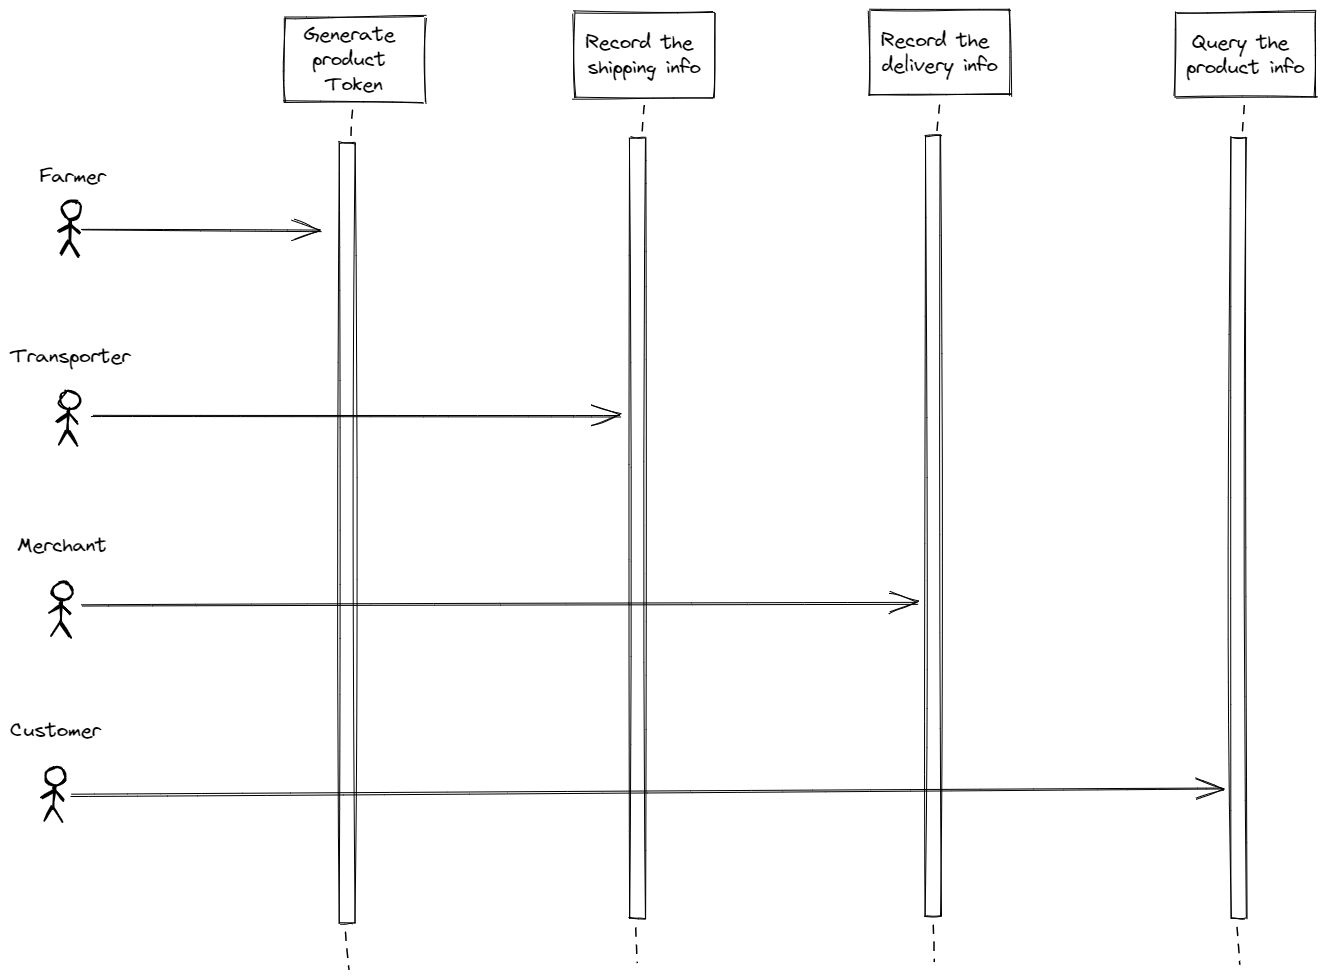 Generate
product
Token
Record the
shipping info
Record the
delivery info
Query the
product info
Farmer
Transporter
Merchant
Customer